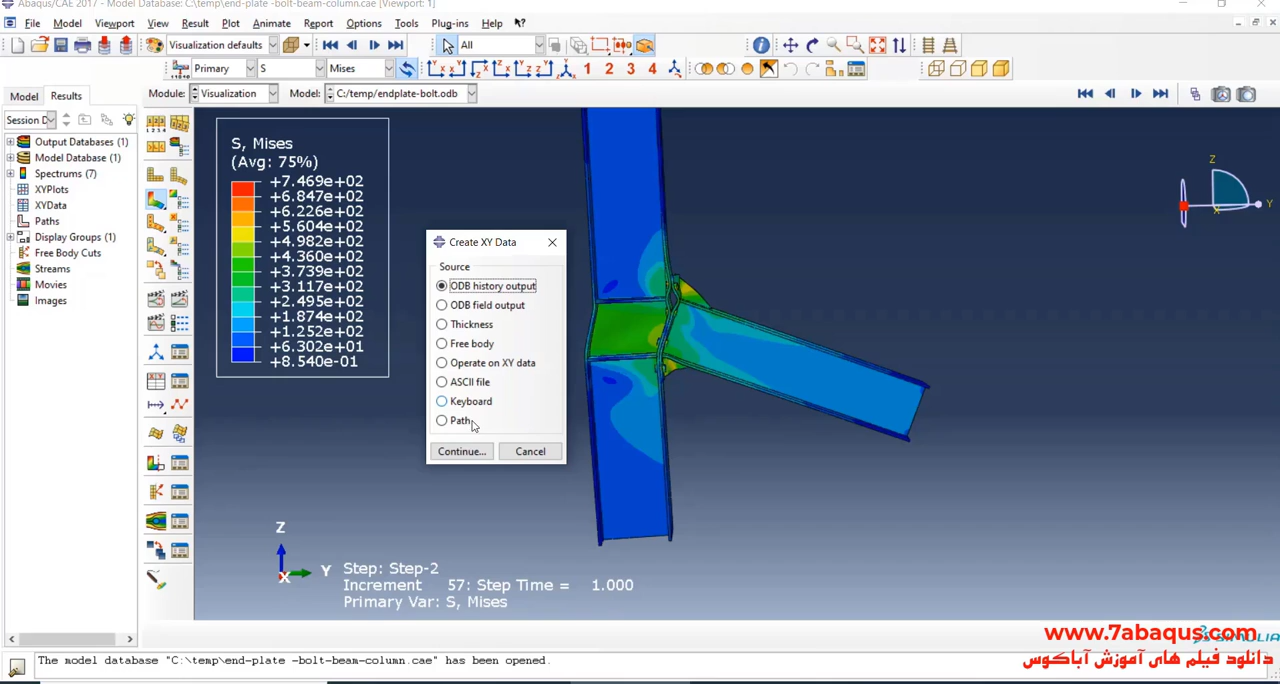 Abaqus/CAE 2017 - Model Database: C:\temp\end-plate -bolt-beam-column.cae [Viewport: 1]
File Model Viewport View Result Plot Animate Report Options Tools Plug-ins Help
Visualization defaults All
Primary S Mises 1 2 3 4
Model Results Module: Visualization Model: C:/temp/endplate-bolt.odb
Session D
Output Databases (1)
Model Database (1)
Spectrums (7)
XYPlots
XYData
Paths
Display Groups (1)
Free Body Cuts
Streams
Movies
Images
S, Mises
(Avg: 75%)
+7.469e+02
+6.847e+02
+6.226e+02
+5.604e+02
+4.982e+02
+4.360e+02
+3.739e+02
+3.117e+02
+2.495e+02
+1.874e+02
+1.252e+02
+6.302e+01
+8.540e-01
Create XY Data
Source
ODB history output
ODB field output
Thickness
Free body
Operate on XY data
ASCII file
Keyboard
Path
Continue... Cancel
Z
Y
X
Z
Y
X
Step: Step-2
Increment 57: Step Time = 1.000
Primary Var: S, Mises
www.7abaqus.com
دانلود فیلم های آموزش آباکوس
The model database "C:\temp\end-plate -bolt-beam-column.cae" has been opened.